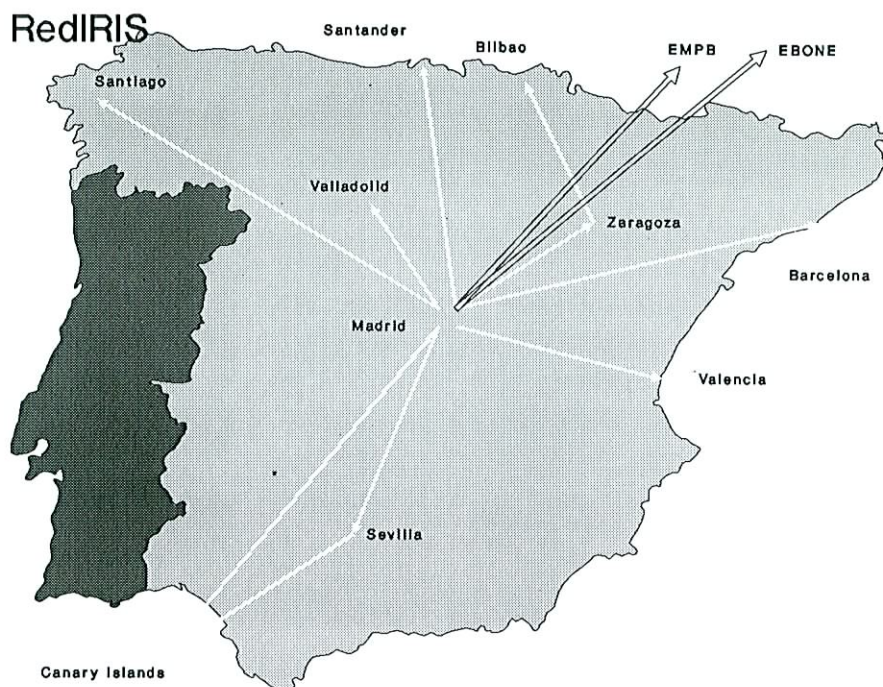 RedIRIS
Santander
Bilbao
EMPB
EBONE
Santiago
Valladolid
Zaragoza
Barcelona
Madrid
Valencia
Sevilla
Canary Islands